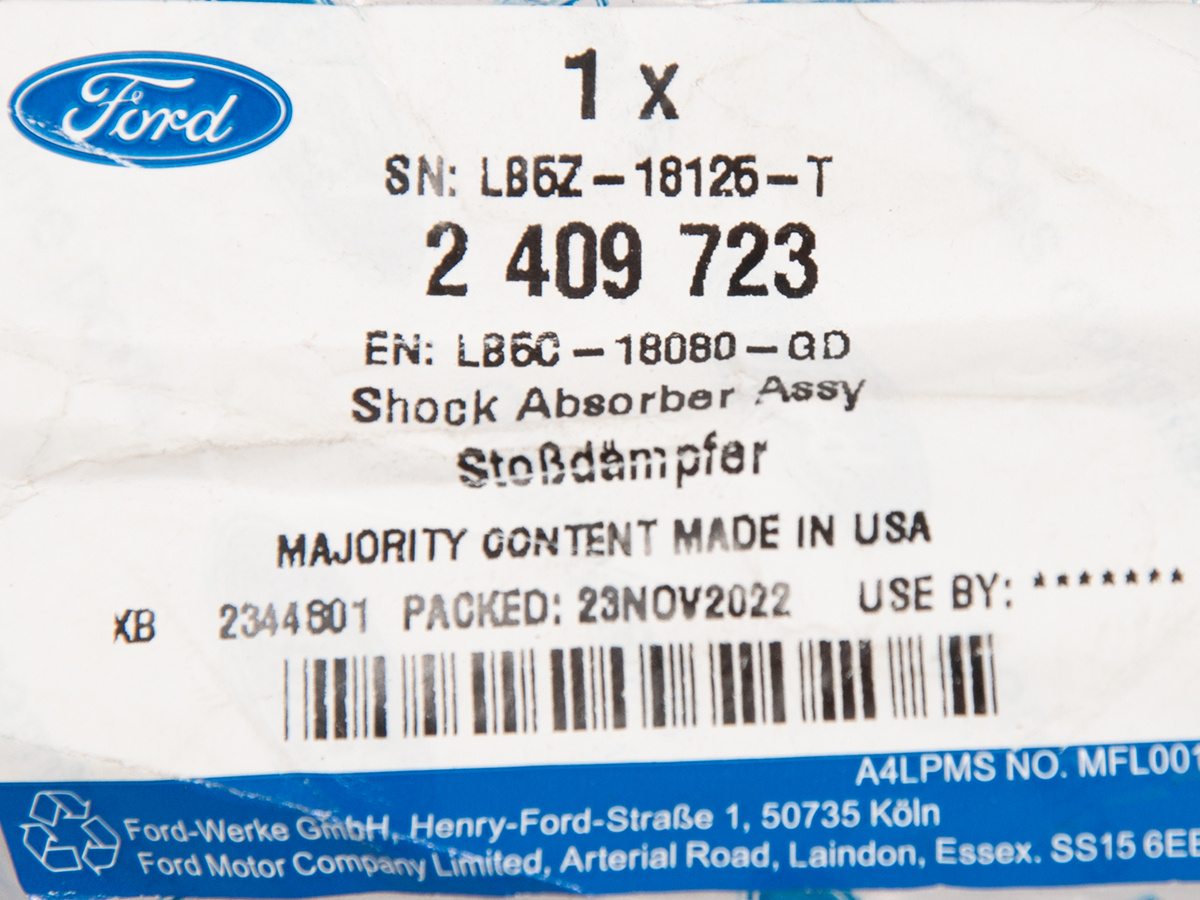 Ford
1 x
SN: LB5Z-18125-T
2 409 723
EN: LB5C-18080-GD
Shock Absorber Assy
Stoßdämpfer
MAJORITY CONTENT MADE IN USA
XB 2344801 PACKED: 23NOV2022 USE BY: *******
A4LPMS NO. MFL001
Ford-Werke GmbH, Henry-Ford-Straße 1, 50735 Köln
Ford Motor Company Limited, Arterial Road, Laindon, Essex. SS15 6EE